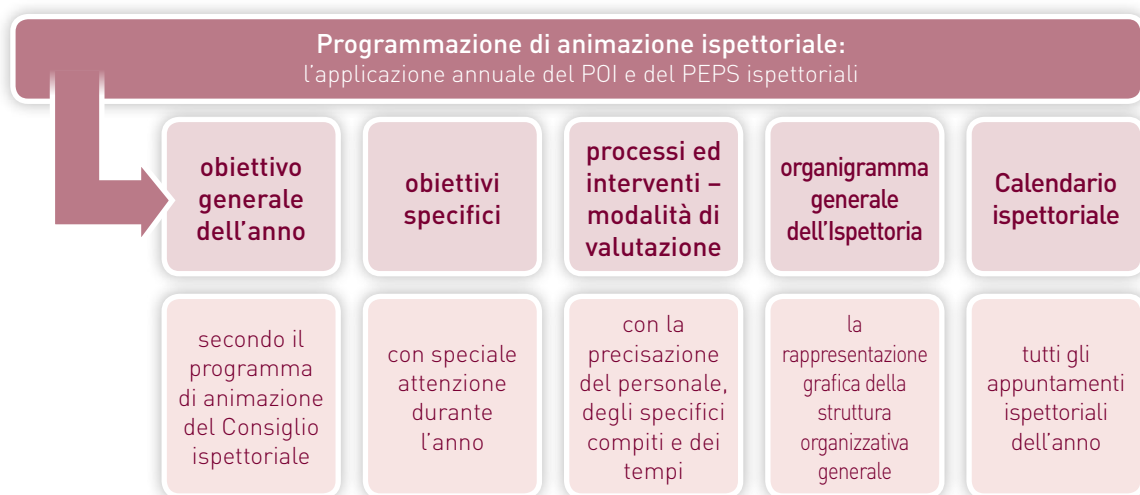 Programmazione di animazione ispettoriale:
l’applicazione annuale del POI e del PEPS ispettoriali
obiettivo
generale
dell’anno
obiettivi
specifici
processi ed
interventi –
modalità di
valutazione
organigramma
generale
dell’Ispettoria
Calendario
ispettoriale
secondo il
programma
di animazione
del Consiglio
ispettoriale
con speciale
attenzione
durante
l’anno
con la
precisazione
del personale,
degli specifici
compiti e dei
tempi
la
rappresentazione
grafica della
struttura
organizzativa
generale
tutti gli
appuntamenti
ispettoriali
dell’anno